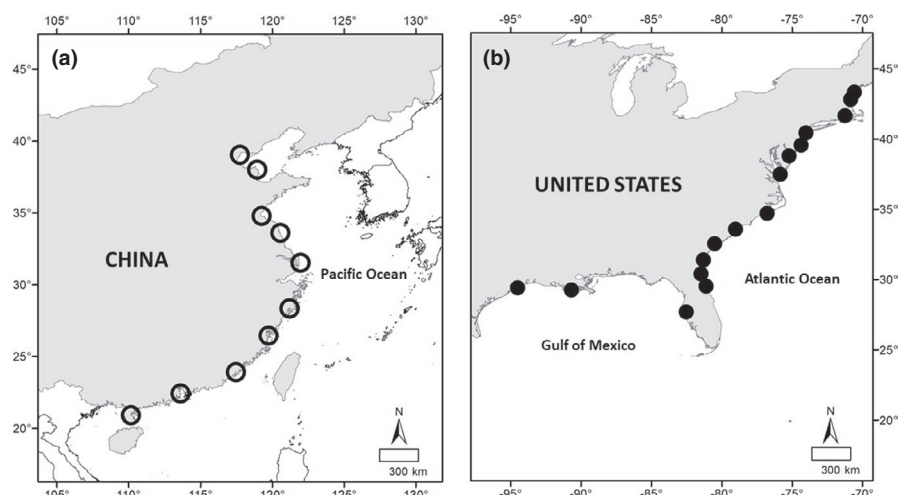 105° 110° 115° 120° 125° 130°
(a)
45°
40°
35°
30°
25°
20°
CHINA
Pacific Ocean
N
300 km
105° 110° 115° 120° 125° 130°
-95° -90° -85° -80° -75° -70°
(b)
45°
40°
35°
30°
25°
20°
UNITED STATES
Atlantic Ocean
Gulf of Mexico
N
300 km
-95° -90° -85° -80° -75° -70°